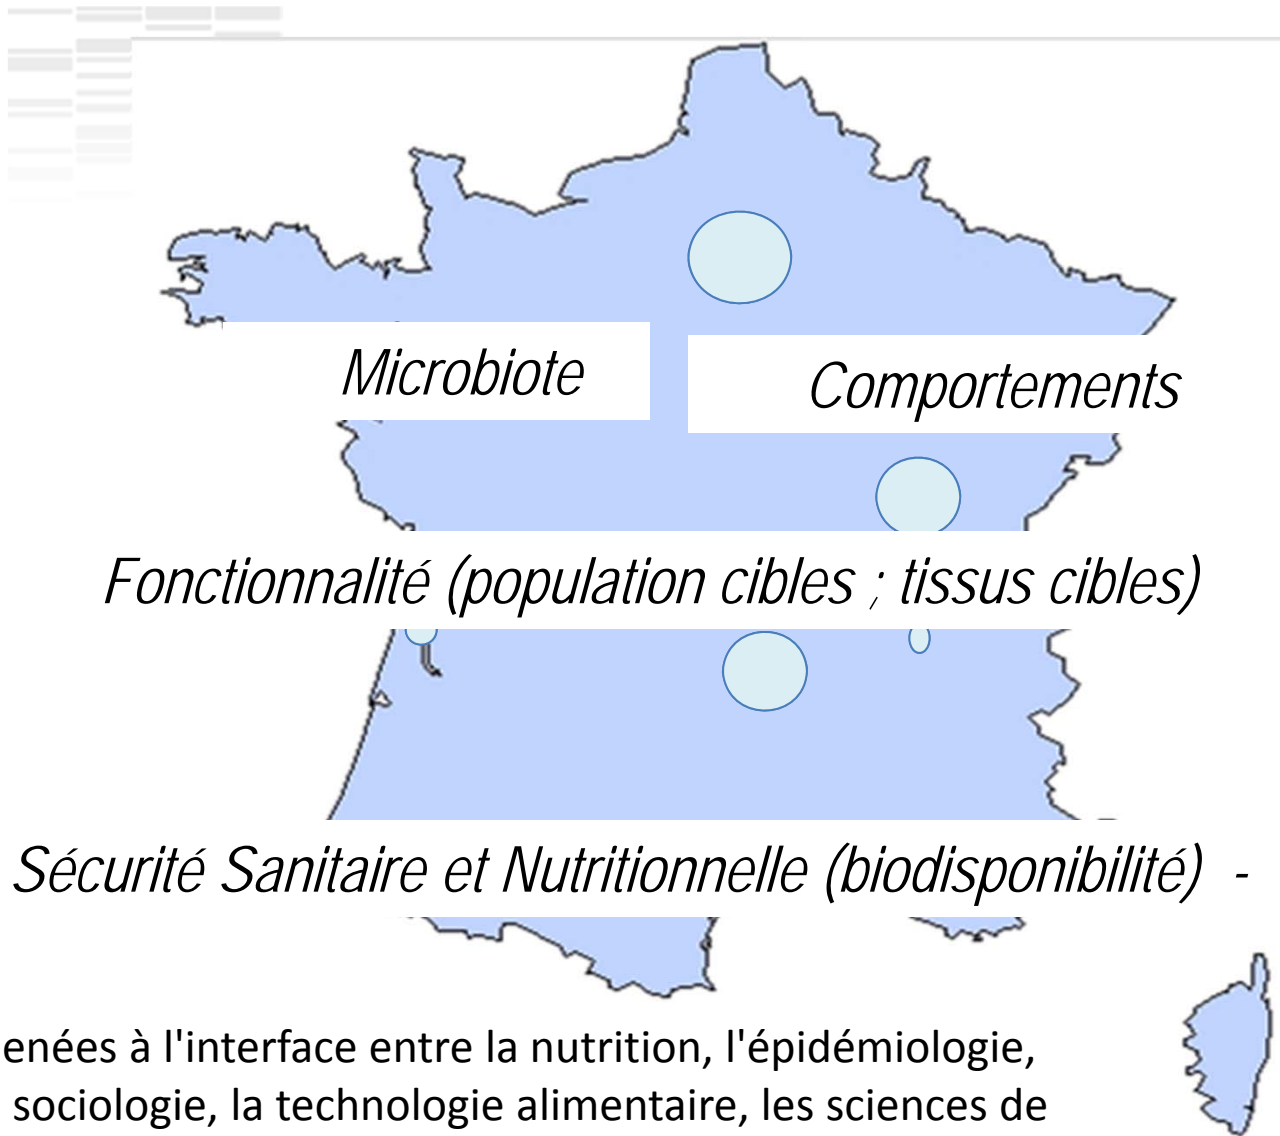 Microbiote
Comportements
Fonctionnalité (population cibles ; tissus cibles)
Sécurité Sanitaire et Nutritionnelle (biodisponibilité) -
enées à l'interface entre la nutrition, l'épidémiologie,
sociologie, la technologie alimentaire, les sciences de